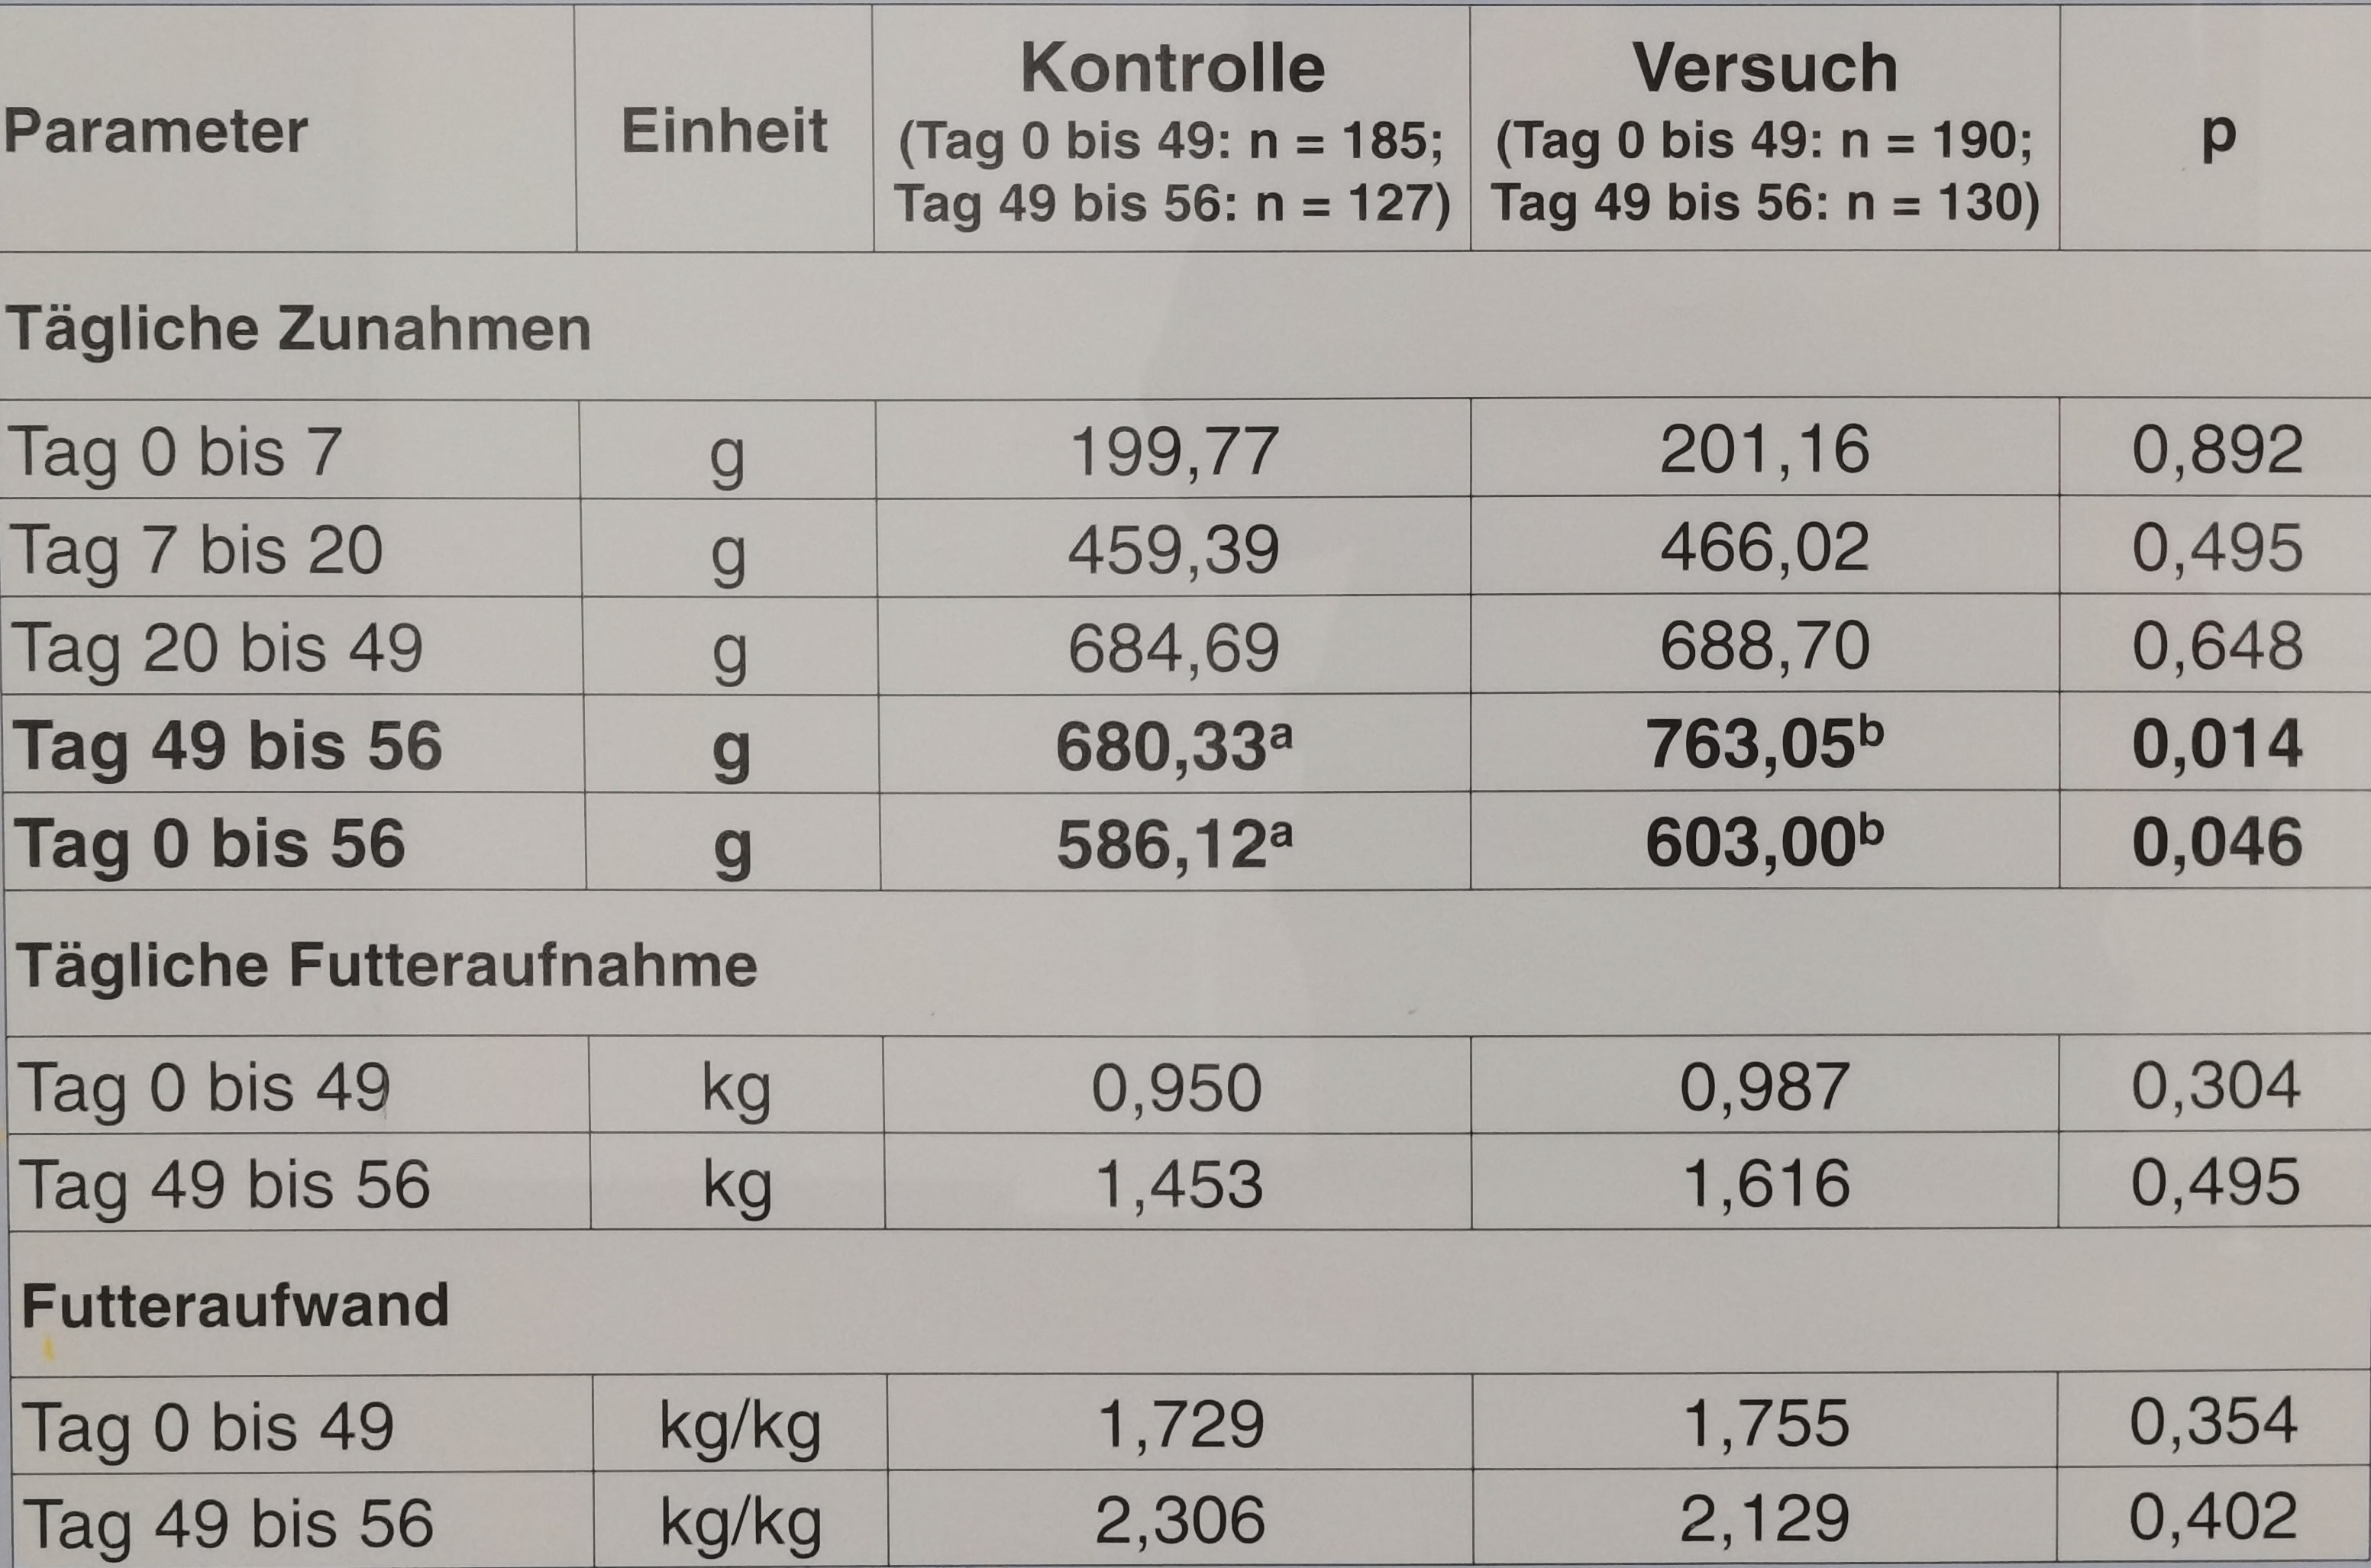 Parameter Einheit Kontrolle (Tag 0 bis 49: n = 185; Tag 49 bis 56: n = 127) Versuch (Tag 0 bis 49: n = 190; Tag 49 bis 56: n = 130) p
Tägliche Zunahmen
Tag 0 bis 7 g 199,77 201,16 0,892
Tag 7 bis 20 g 459,39 466,02 0,495
Tag 20 bis 49 g 684,69 688,70 0,648
Tag 49 bis 56 g 680,33ᵃ 763,05ᵇ 0,014
Tag 0 bis 56 g 586,12ᵃ 603,00ᵇ 0,046
Tägliche Futteraufnahme
Tag 0 bis 49 kg 0,950 0,987 0,304
Tag 49 bis 56 kg 1,453 1,616 0,495
Futteraufwand
Tag 0 bis 49 kg/kg 1,729 1,755 0,354
Tag 49 bis 56 kg/kg 2,306 2,129 0,402